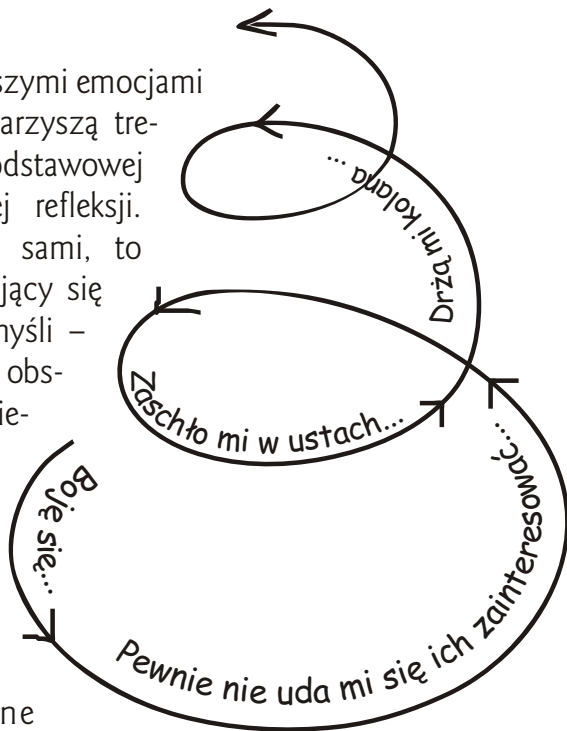 szymi emocjami
arzyszą tre-
odstawowej
ej refleksji.
sami, to
jący się
nyśli –
obs-
ie-
ne
Boję się...
Pewnie nie uda mi się ich zainteresować...
Zaschło mi w ustach...
Drżą mi kolana ...